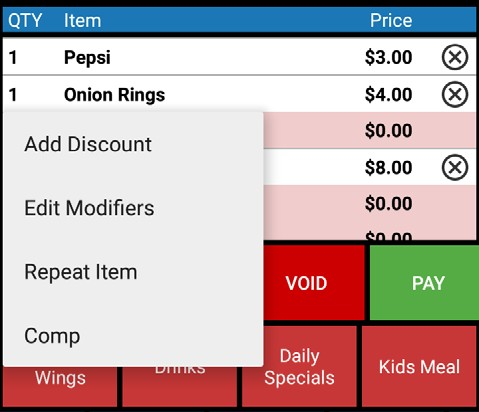 QTY Item Price
1 Pepsi $3.00
1 Onion Rings $4.00
$0.00
$8.00
$0.00
$0.00
Add Discount
Edit Modifiers
Repeat Item
Comp
VOID
PAY
Wings
Drinks
Daily
Specials
Kids Meal